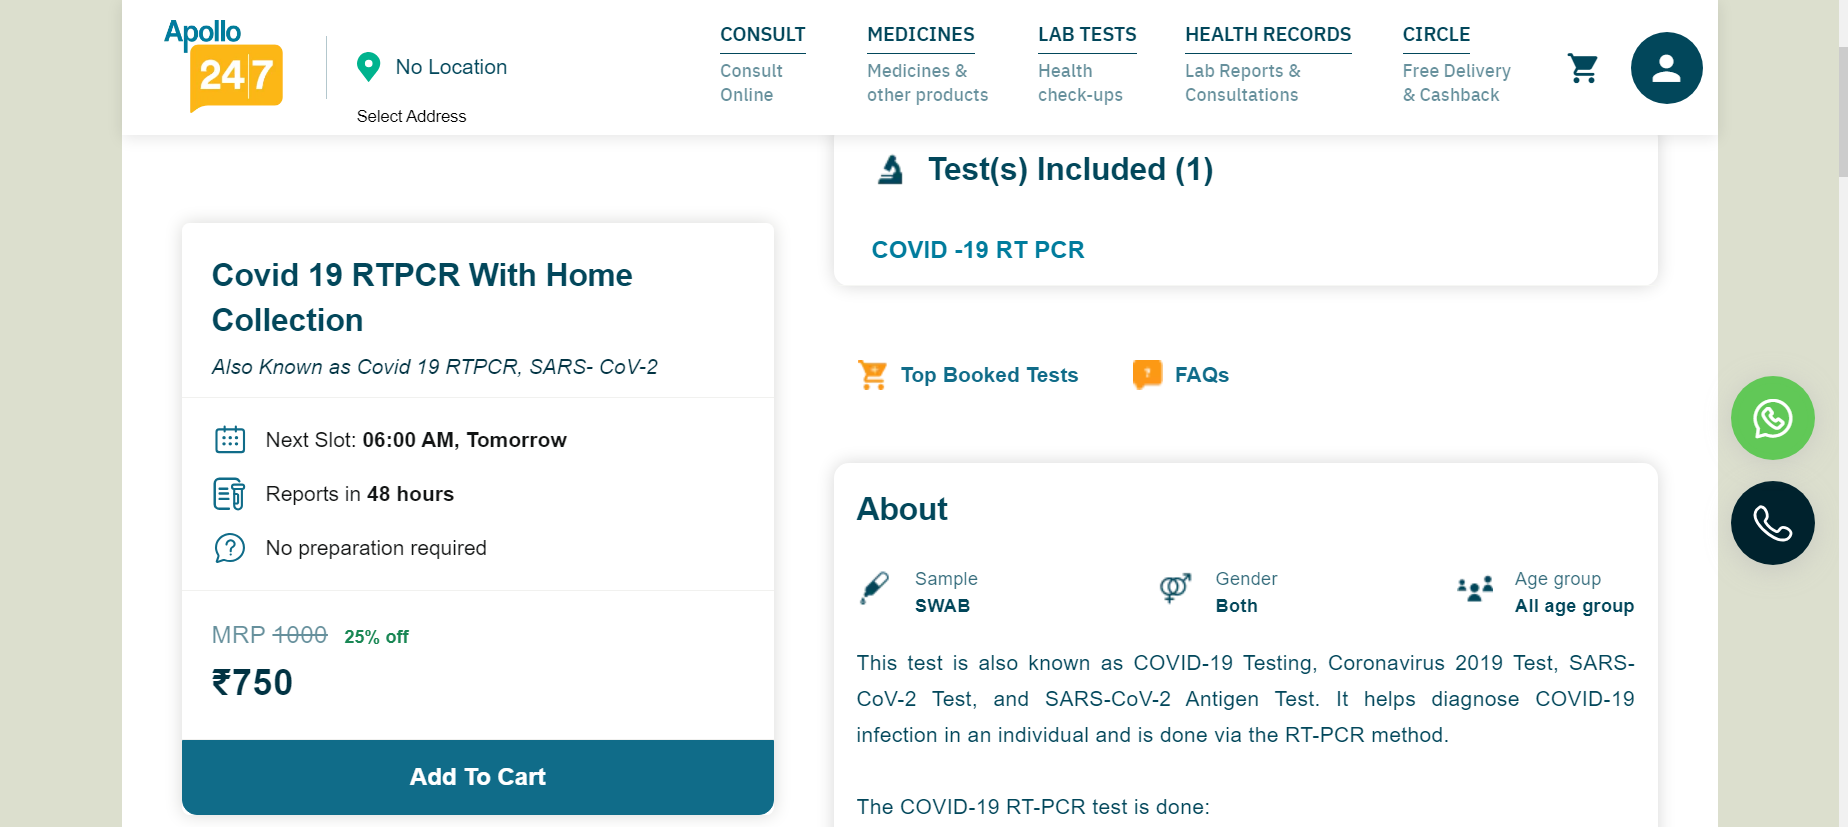 Apollo
24|7
No Location
Select Address
CONSULT
Consult
Online
MEDICINES
Medicines &
other products
LAB TESTS
Health
check-ups
HEALTH RECORDS
Lab Reports &
Consultations
CIRCLE
Free Delivery
& Cashback
Covid 19 RTPCR With Home
Collection
Also Known as Covid 19 RTPCR, SARS- CoV-2
Next Slot: 06:00 AM, Tomorrow
Reports in 48 hours
No preparation required
MRP 1000 25% off
₹750
Add To Cart
Test(s) Included (1)
COVID -19 RT PCR
Top Booked Tests
FAQs
About
Sample
SWAB
Gender
Both
Age group
All age group
This test is also known as COVID-19 Testing, Coronavirus 2019 Test, SARS-
CoV-2 Test, and SARS-CoV-2 Antigen Test. It helps diagnose COVID-19
infection in an individual and is done via the RT-PCR method.
The COVID-19 RT-PCR test is done: